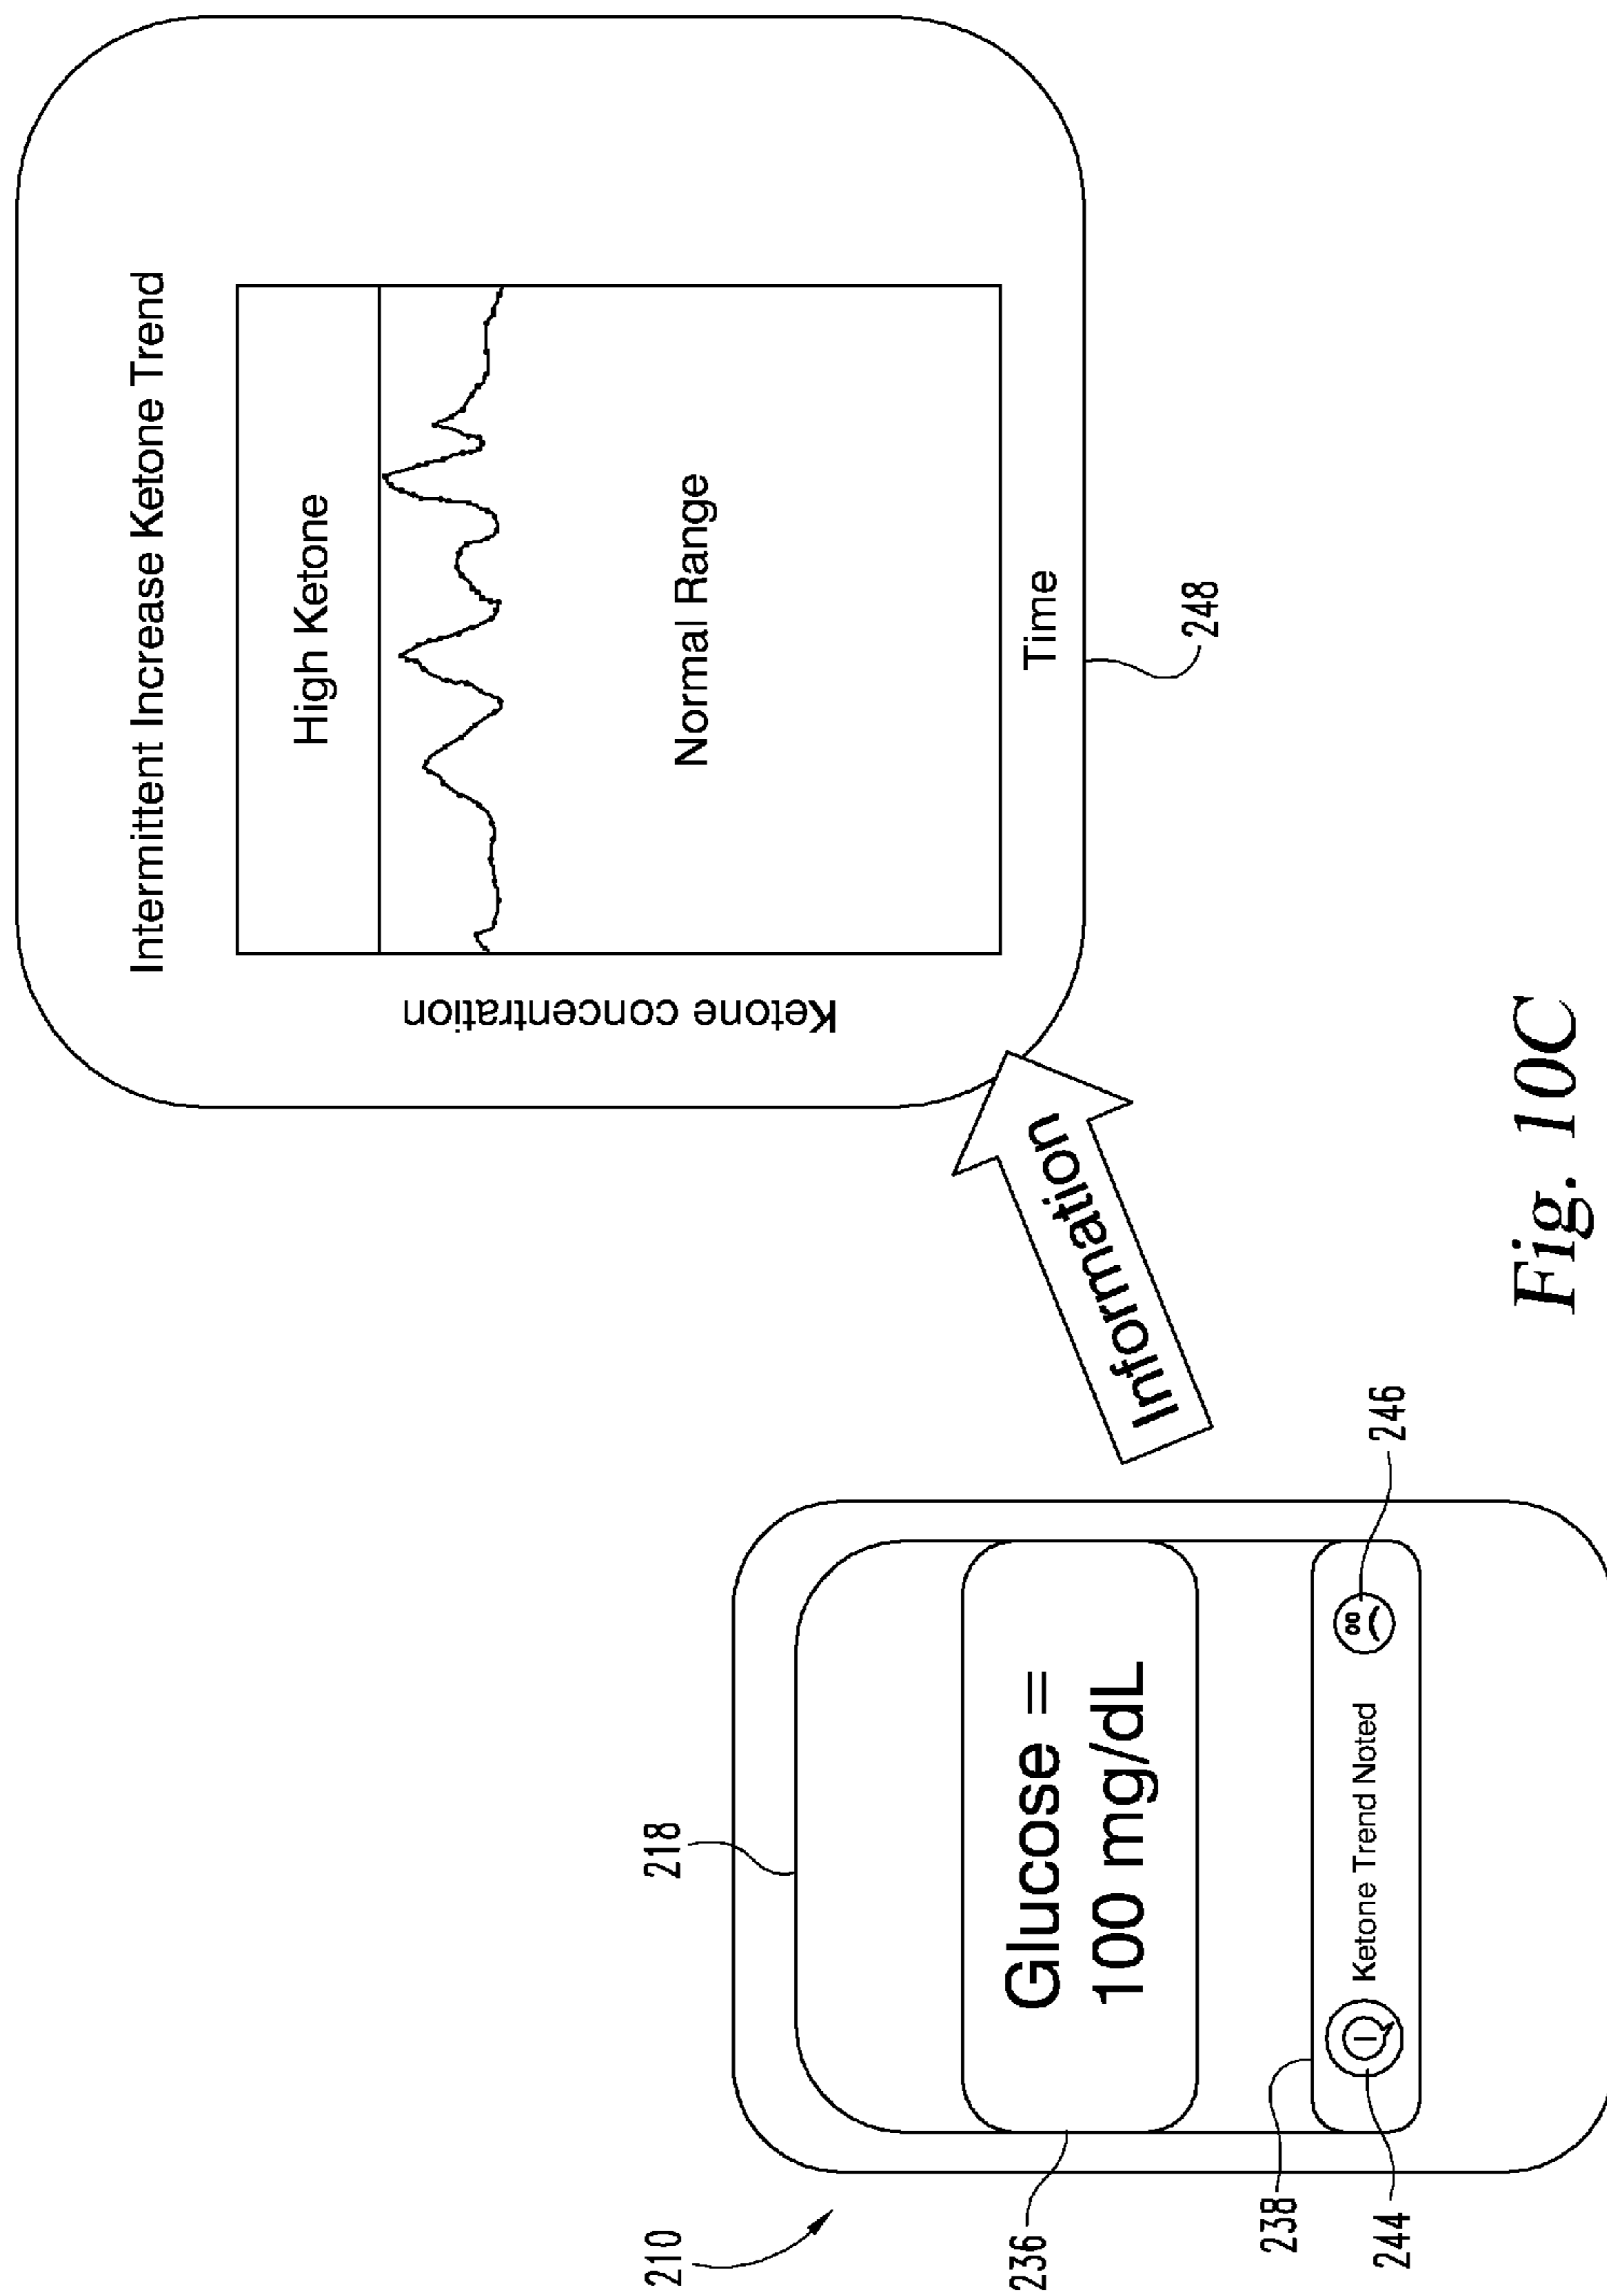 210
218
236
Glucose =
100 mg/dL
238
244
Ketone Trend Noted
246
Information
Intermittent Increase Ketone Trend
Ketone concentration
High Ketone
Normal Range
Time
248
Fig. 10C